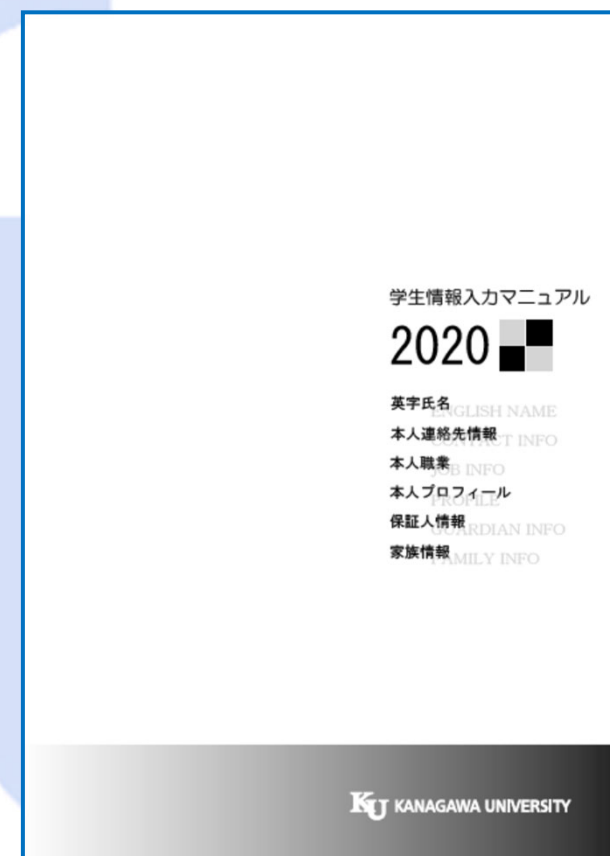 学生情報入力マニュアル
2020
英字氏名
ENGLISH NAME
本人連絡先情報
CONTACT INFO
本人職業
JOB INFO
本人プロフィール
PROFILE
保証人情報
GUARDIAN INFO
家族情報
FAMILY INFO
KU KANAGAWA UNIVERSITY